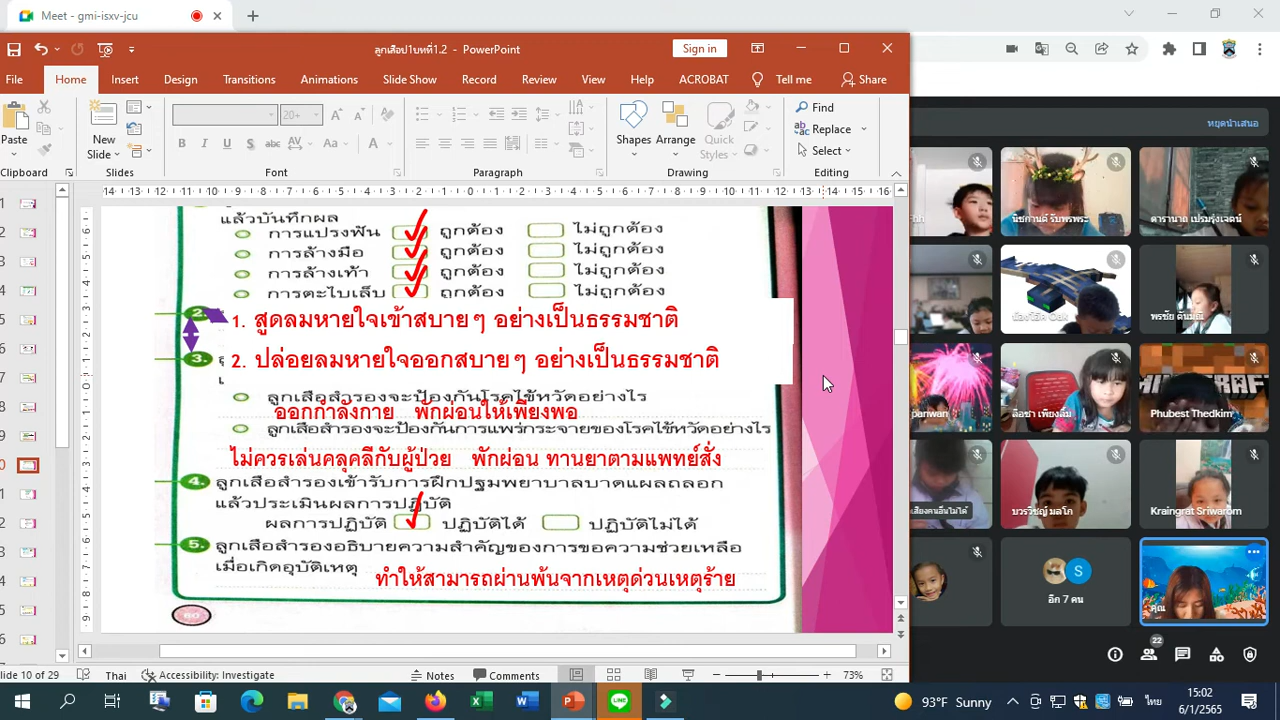 Meet - gmi-isxv-jcu
ลูกเสือป1บทที่1.2 - PowerPoint
Sign in
File Home Insert Design Transitions Animations Slide Show Record Review View Help ACROBAT Tell me Share
Paste
New Slide
20+
Shapes Arrange Quick Styles
Find
Replace
Select
Clipboard Slides Font Paragraph Drawing Editing
หยุดนำเสนอ
แล้วบันทึกผล
การแปรงฟัน ถูกต้อง ไม่ถูกต้อง
การล้างมือ ถูกต้อง ไม่ถูกต้อง
การล้างเท้า ถูกต้อง ไม่ถูกต้อง
การตะไบเล็บ ถูกต้อง ไม่ถูกต้อง
1. สูดลมหายใจเข้าสบายๆ อย่างเป็นธรรมชาติ
3.
2. ปล่อยลมหายใจออกสบายๆ อย่างเป็นธรรมชาติ
ลูกเสือสำรองจะป้องกันโรคไข้หวัดอย่างไร
ออกกำลังกาย พักผ่อนให้เพียงพอ
ลูกเสือสำรองจะป้องกันการแพร่กระจายของโรคไข้หวัดอย่างไร
ไม่ควรเล่นคลุคลีกับผู้ป่วย พักผ่อน ทานยาตามแพทย์สั่ง
4. ลูกเสือสำรองเข้ารับการฝึกปฐมพยาบาลบาดแผลถลอก
แล้วประเมินผลการปฏิบัติ
ผลการปฏิบัติ ปฏิบัติได้ ปฏิบัติไม่ได้
5. ลูกเสือสำรองอธิบายความสำคัญของการขอความช่วยเหลือ
เมื่อเกิดอุบัติเหตุ
ทำให้สามารถผ่านพ้นจากเหตุด่วนเหตุร้าย
60
ณิชกานติ์ รับพรพระ
พรชัย ตันมณี
panwan
ลือชา เพียงลิ้ม
MINECRAFT
Phubest Thedkim
Kraingrat Sriwarom
S
อีก 7 คน
คุณ
22
Slide 10 of 29 Thai Accessibility: Investigate Notes Comments 73%
93°F Sunny
ไทย
15:02
6/1/2565